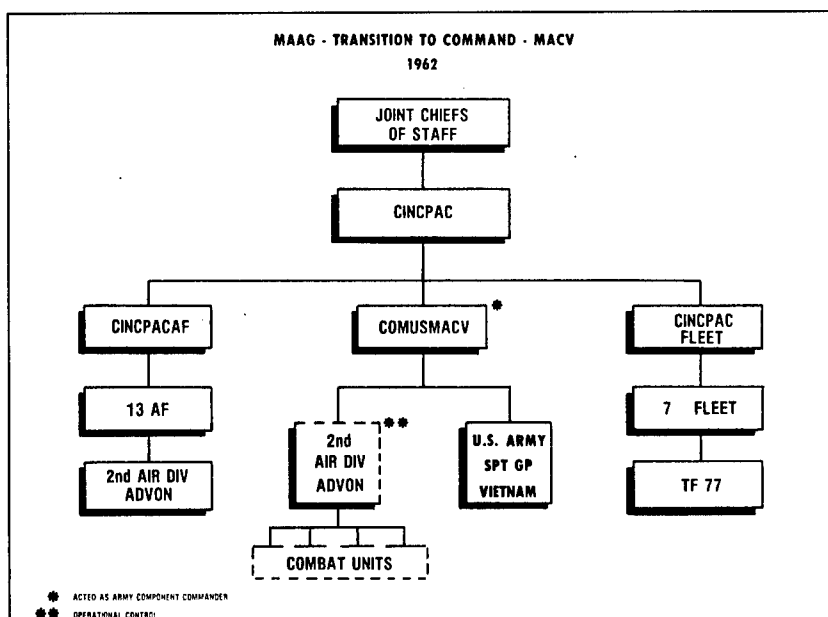 MAAG - TRANSITION TO COMMAND - MACV
1962
JOINT CHIEFS
OF STAFF
CINCPAC
CINCPACAF
COMUSMACV *
CINCPAC
FLEET
13 AF
7 FLEET
2nd
AIR DIV
ADVON
**
U.S. ARMY
SPT GP
VIETNAM
2nd AIR DIV
ADVON
TF 77
COMBAT UNITS
* ACTED AS ARMY COMPONENT COMMANDER
** OPERATIONAL CONTROL